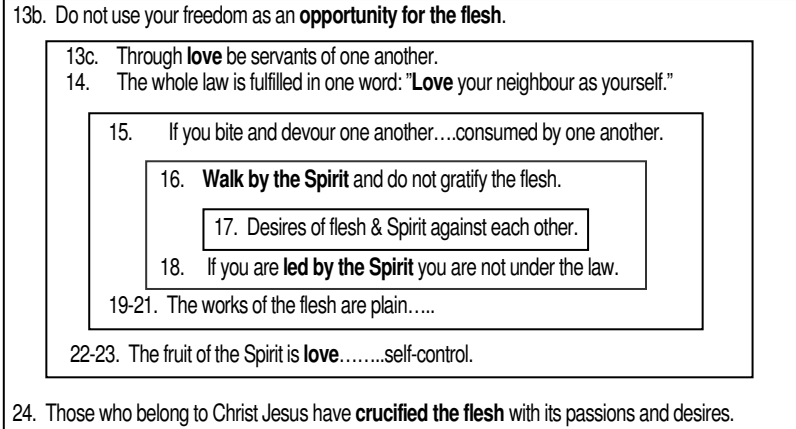 13b. Do not use your freedom as an opportunity for the flesh.
13c. Through love be servants of one another.
14. The whole law is fulfilled in one word: "Love your neighbour as yourself."
15. If you bite and devour one another….consumed by one another.
16. Walk by the Spirit and do not gratify the flesh.
17. Desires of flesh & Spirit against each other.
18. If you are led by the Spirit you are not under the law.
19-21. The works of the flesh are plain…..
22-23. The fruit of the Spirit is love……..self-control.
24. Those who belong to Christ Jesus have crucified the flesh with its passions and desires.